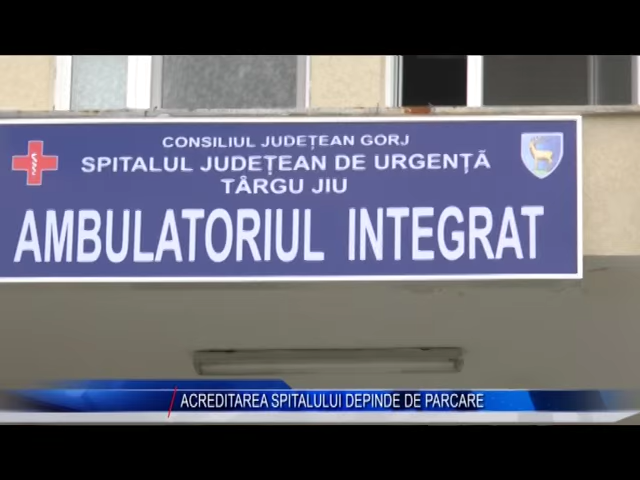 CONSILIUL JUDEȚEAN GORJ
SPITALUL JUDEȚEAN DE URGENȚĂ
TÂRGU JIU
AMBULATORIUL INTEGRAT
ACREDITAREA SPITALULUI DEPINDE DE PARCARE